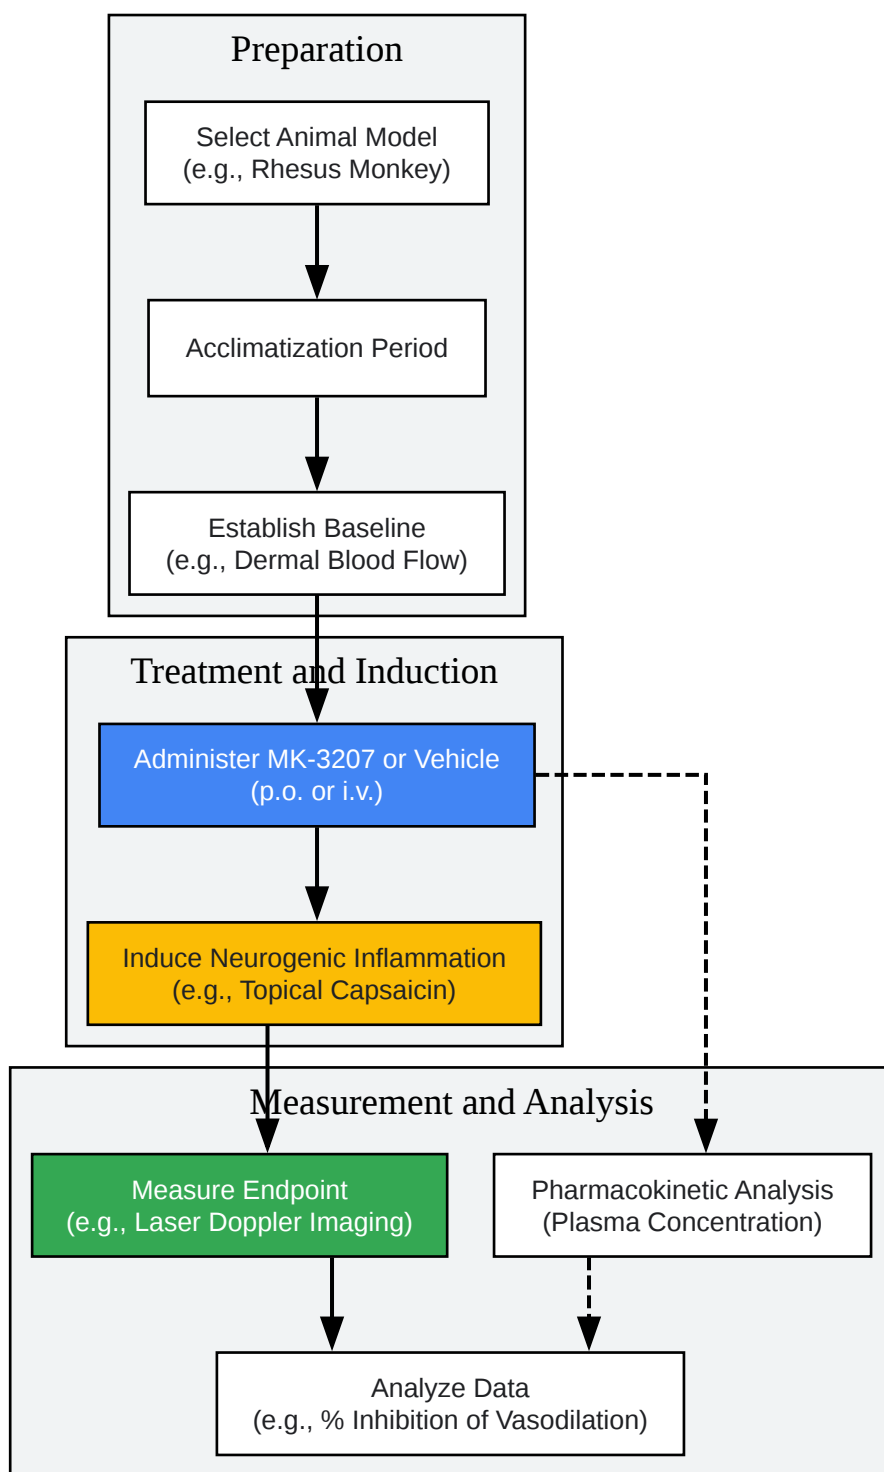 Preparation
Select Animal Model
(e.g., Rhesus Monkey)
Acclimatization Period
Establish Baseline
(e.g., Dermal Blood Flow)
Treatment and Induction
Administer MK-3207 or Vehicle
(p.o. or i.v.)
Induce Neurogenic Inflammation
(e.g., Topical Capsaicin)
Measurement and Analysis
Measure Endpoint
(e.g., Laser Doppler Imaging)
Pharmacokinetic Analysis
(Plasma Concentration)
Analyze Data
(e.g., % Inhibition of Vasodilation)